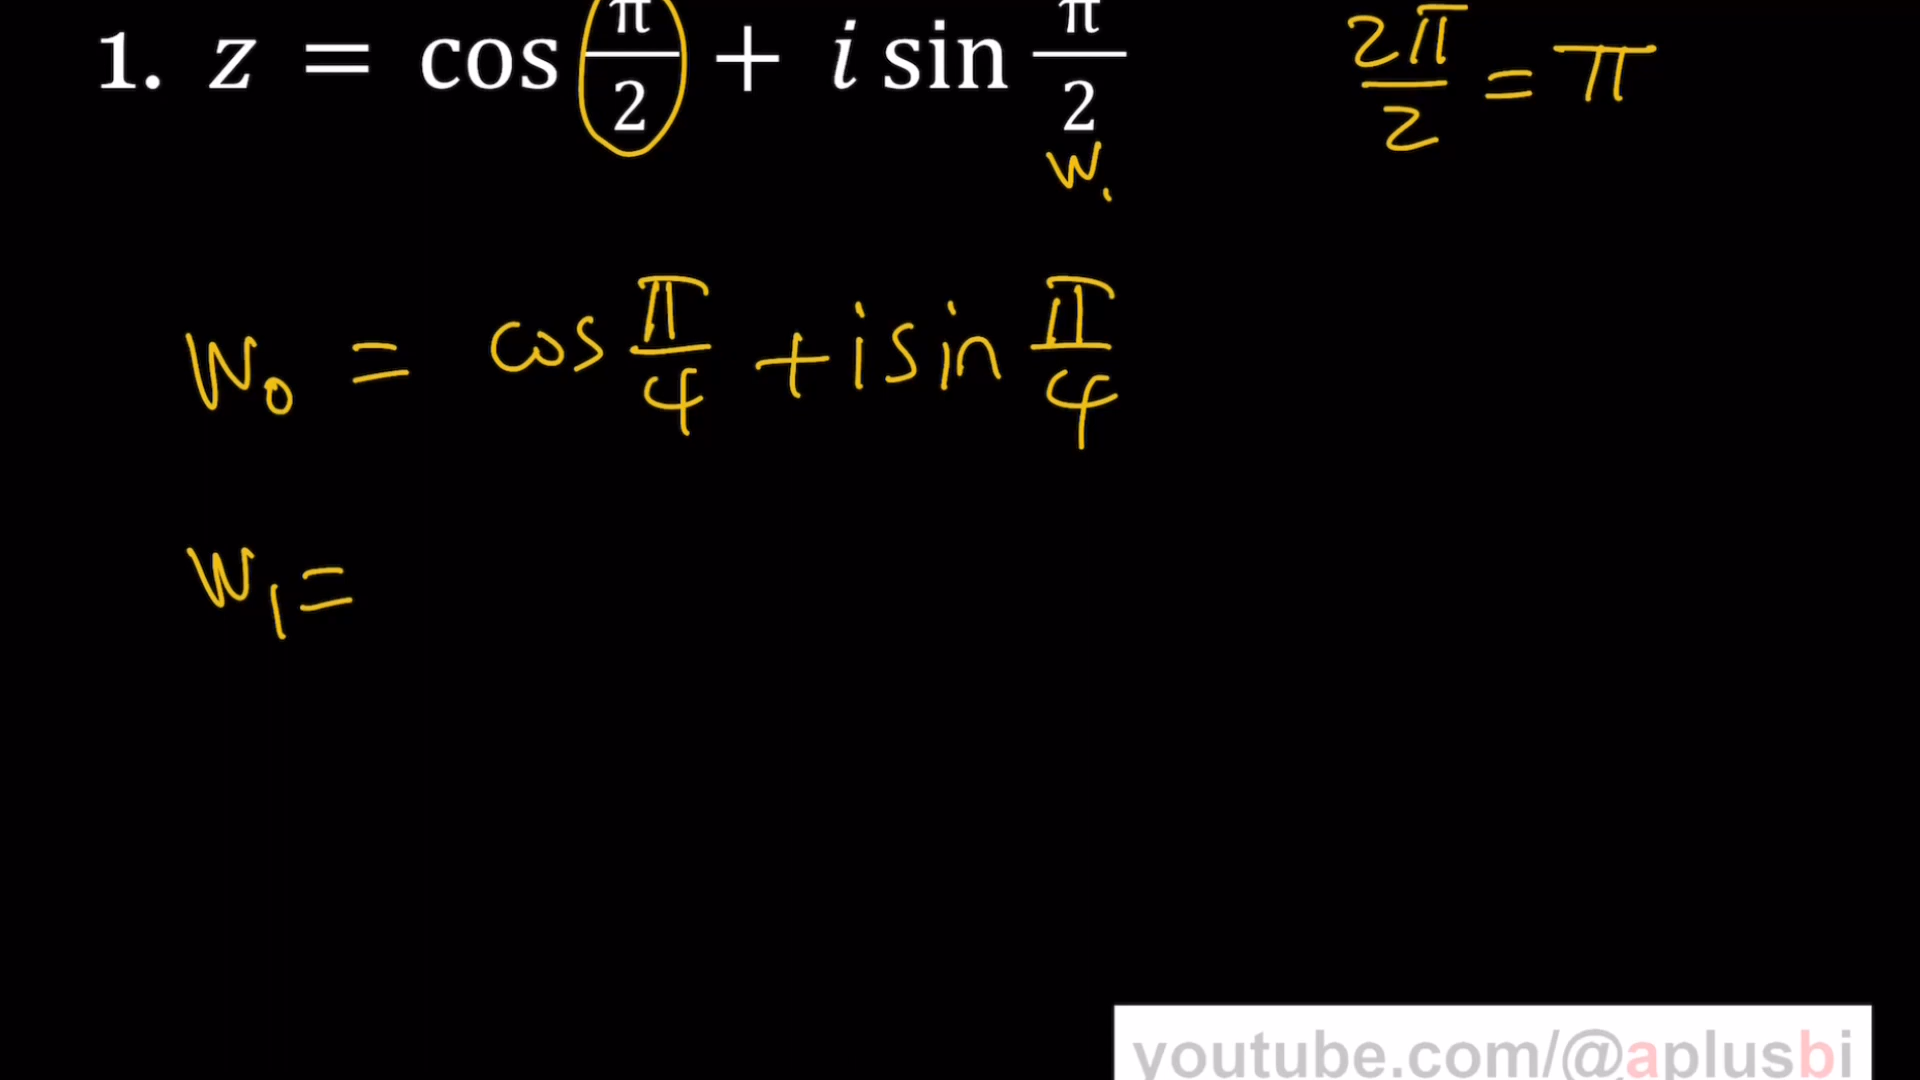 1. z = cos π/2 + i sin π/2
2π/2 = π
w.
W₀ = cos π/4 + i sin π/4
W₁ =
youtube.com/@aplusbi